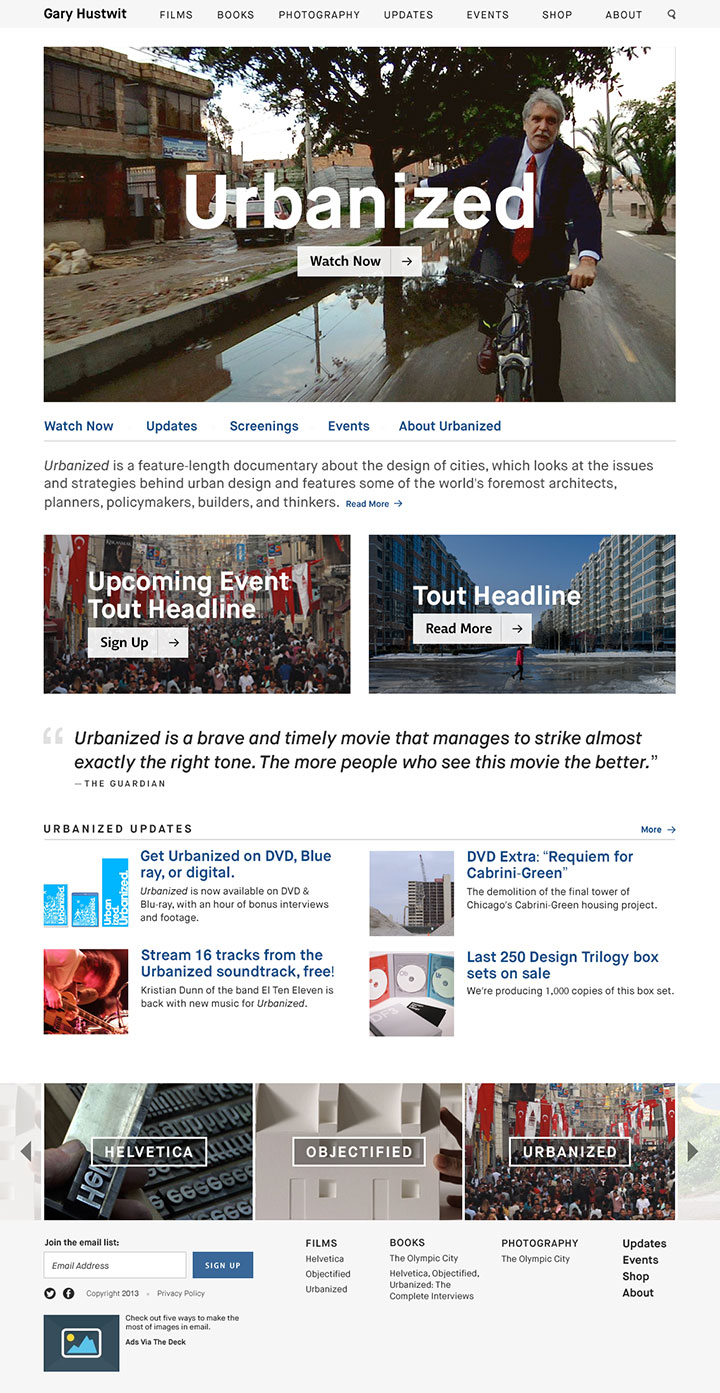 Gary Hustwit FILMS BOOKS PHOTOGRAPHY UPDATES EVENTS SHOP ABOUT
Urbanized
Watch Now →
Watch Now Updates Screenings Events About Urbanized
Urbanized is a feature-length documentary about the design of cities, which looks at the issues
and strategies behind urban design and features some of the world's foremost architects,
planners, policymakers, builders, and thinkers. Read More →
Upcoming Event
Tout Headline
Sign Up →
Tout Headline
Read More →
“ Urbanized is a brave and timely movie that manages to strike almost
exactly the right tone. The more people who see this movie the better.”
— THE GUARDIAN
URBANIZED UPDATES More →
Get Urbanized on DVD, Blue
ray, or digital.
Urbanized is now available on DVD &
Blu-ray, with an hour of bonus interviews
and footage.
DVD Extra: “Requiem for
Cabrini-Green”
The demolition of the final tower of
Chicago's Cabrini-Green housing project.
Stream 16 tracks from the
Urbanized soundtrack, free!
Kristian Dunn of the band El Ten Eleven is
back with new music for Urbanized.
Last 250 Design Trilogy box
sets on sale
We're producing 1,000 copies of this box set.
HELVETICA
OBJECTIFIED
URBANIZED
Join the email list:
Email Address SIGN UP
Copyright 2013 • Privacy Policy
Check out five ways to make the
most of images in email.
Ads Via The Deck
FILMS
Helvetica
Objectified
Urbanized
BOOKS
The Olympic City
Helvetica, Objectified,
Urbanized: The
Complete Interviews
PHOTOGRAPHY
The Olympic City
Updates
Events
Shop
About